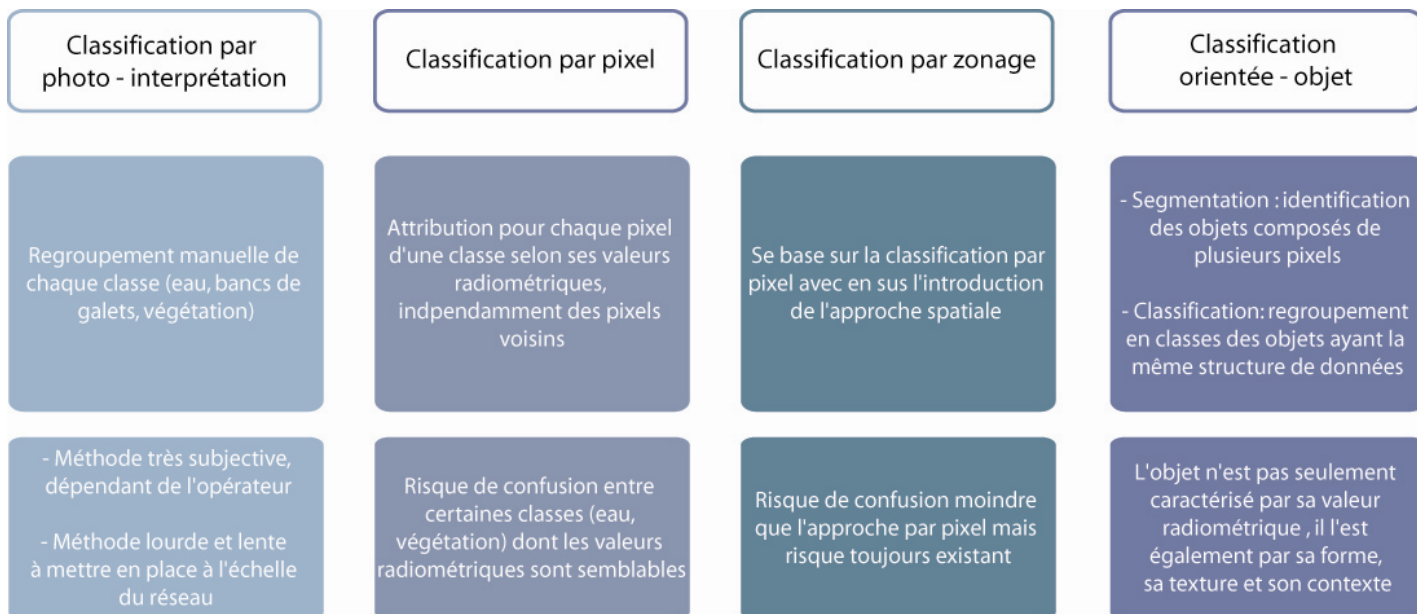 Classification par
photo - interprétation
Classification par pixel
Classification par zonage
Classification
orientée - objet
Regroupement manuelle de
chaque classe (eau, bancs de
galets, végétation)
Attribution pour chaque pixel
d'une classe selon ses valeurs
radiométriques,
indpendamment des pixels
voisins
Se base sur la classification par
pixel avec en sus l'introduction
de l'approche spatiale
- Segmentation : identification
des objets composés de
plusieurs pixels
- Classification: regroupement
en classes des objets ayant la
même structure de données
- Méthode très subjective,
dépendant de l'opérateur
- Méthode lourde et lente
à mettre en place à l'échelle
du réseau
Risque de confusion entre
certaines classes (eau,
végétation) dont les valeurs
radiométriques sont semblables
Risque de confusion moindre
que l'approche par pixel mais
risque toujours existant
L'objet n'est pas seulement
caractérisé par sa valeur
radiométrique , il l'est
également par sa forme,
sa texture et son contexte